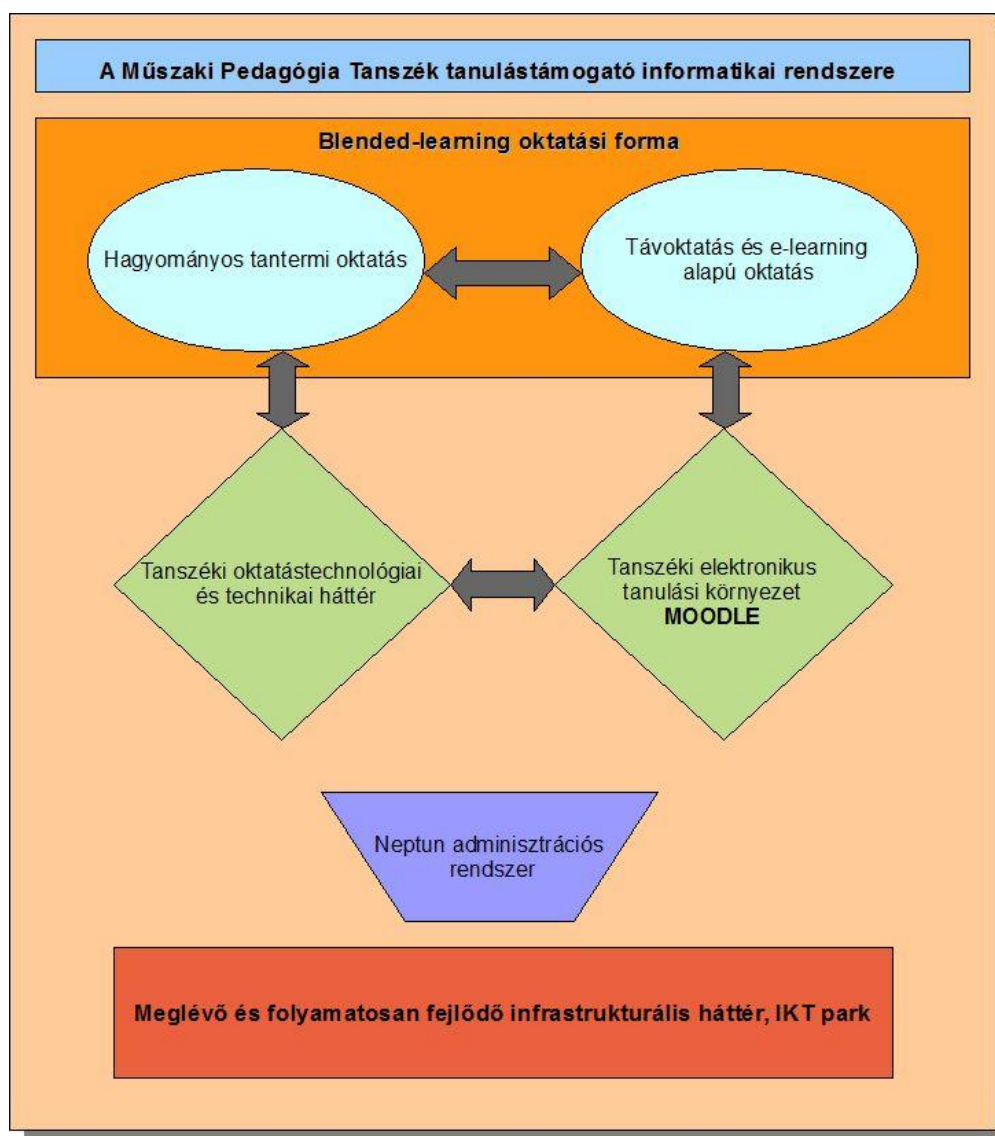 A Műszaki Pedagógia Tanszék tanulástámogató informatikai rendszere
Blended-learning oktatási forma
Hagyományos tantermi oktatás
Távoktatás és e-learning
alapú oktatás
Tanszéki oktatástechnológiai
és technikai háttér
Tanszéki elektronikus
tanulási környezet
MOODLE
Neptun adminisztrációs
rendszer
Meglévő és folyamatosan fejlődő infrastrukturális háttér, IKT park